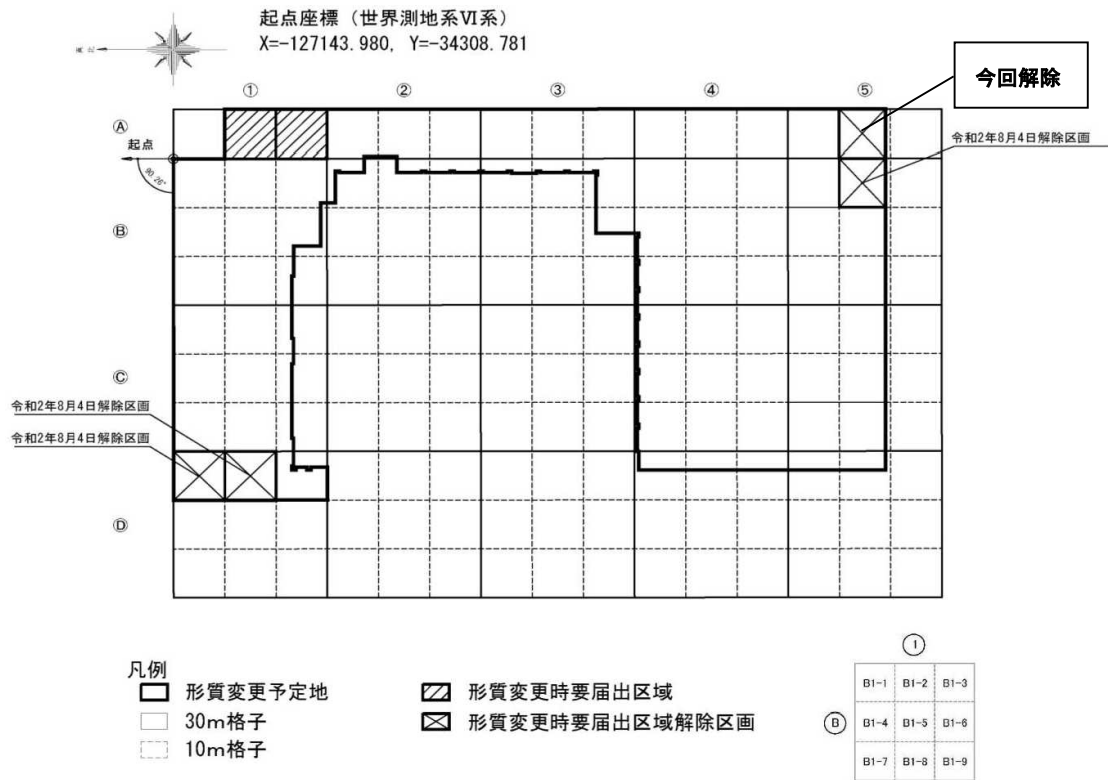 起点座標（世界測地系Ⅵ系）
X=-127143.980, Y=-34308.781
真北
今回解除
① ② ③ ④ ⑤
Ⓐ
起点
令和2年8月4日解除区画
90.26°
Ⓑ
Ⓒ
令和2年8月4日解除区画
令和2年8月4日解除区画
Ⓓ
凡例
形質変更予定地
30m格子
10m格子
形質変更時要届出区域
形質変更時要届出区域解除区画
①
B1-1 B1-2 B1-3
Ⓑ B1-4 B1-5 B1-6
B1-7 B1-8 B1-9